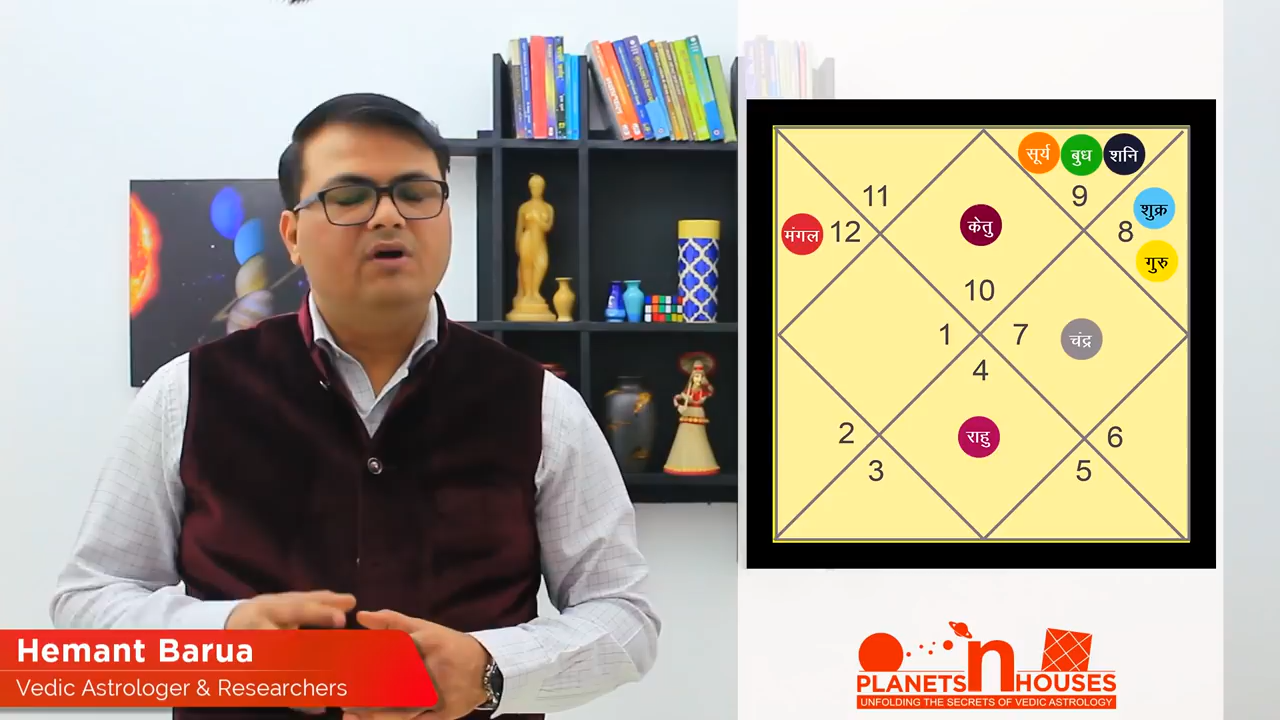 Hemant Barua
Vedic Astrologer & Researchers
सूर्य बुध शनि
11 9
शुक्र
मंगल 12 केतु 8
गुरु
10
1 7 चंद्र
4
2 राहु 6
3 5
PLANETS n HOUSES
UNFOLDING THE SECRETS OF VEDIC ASTROLOGY